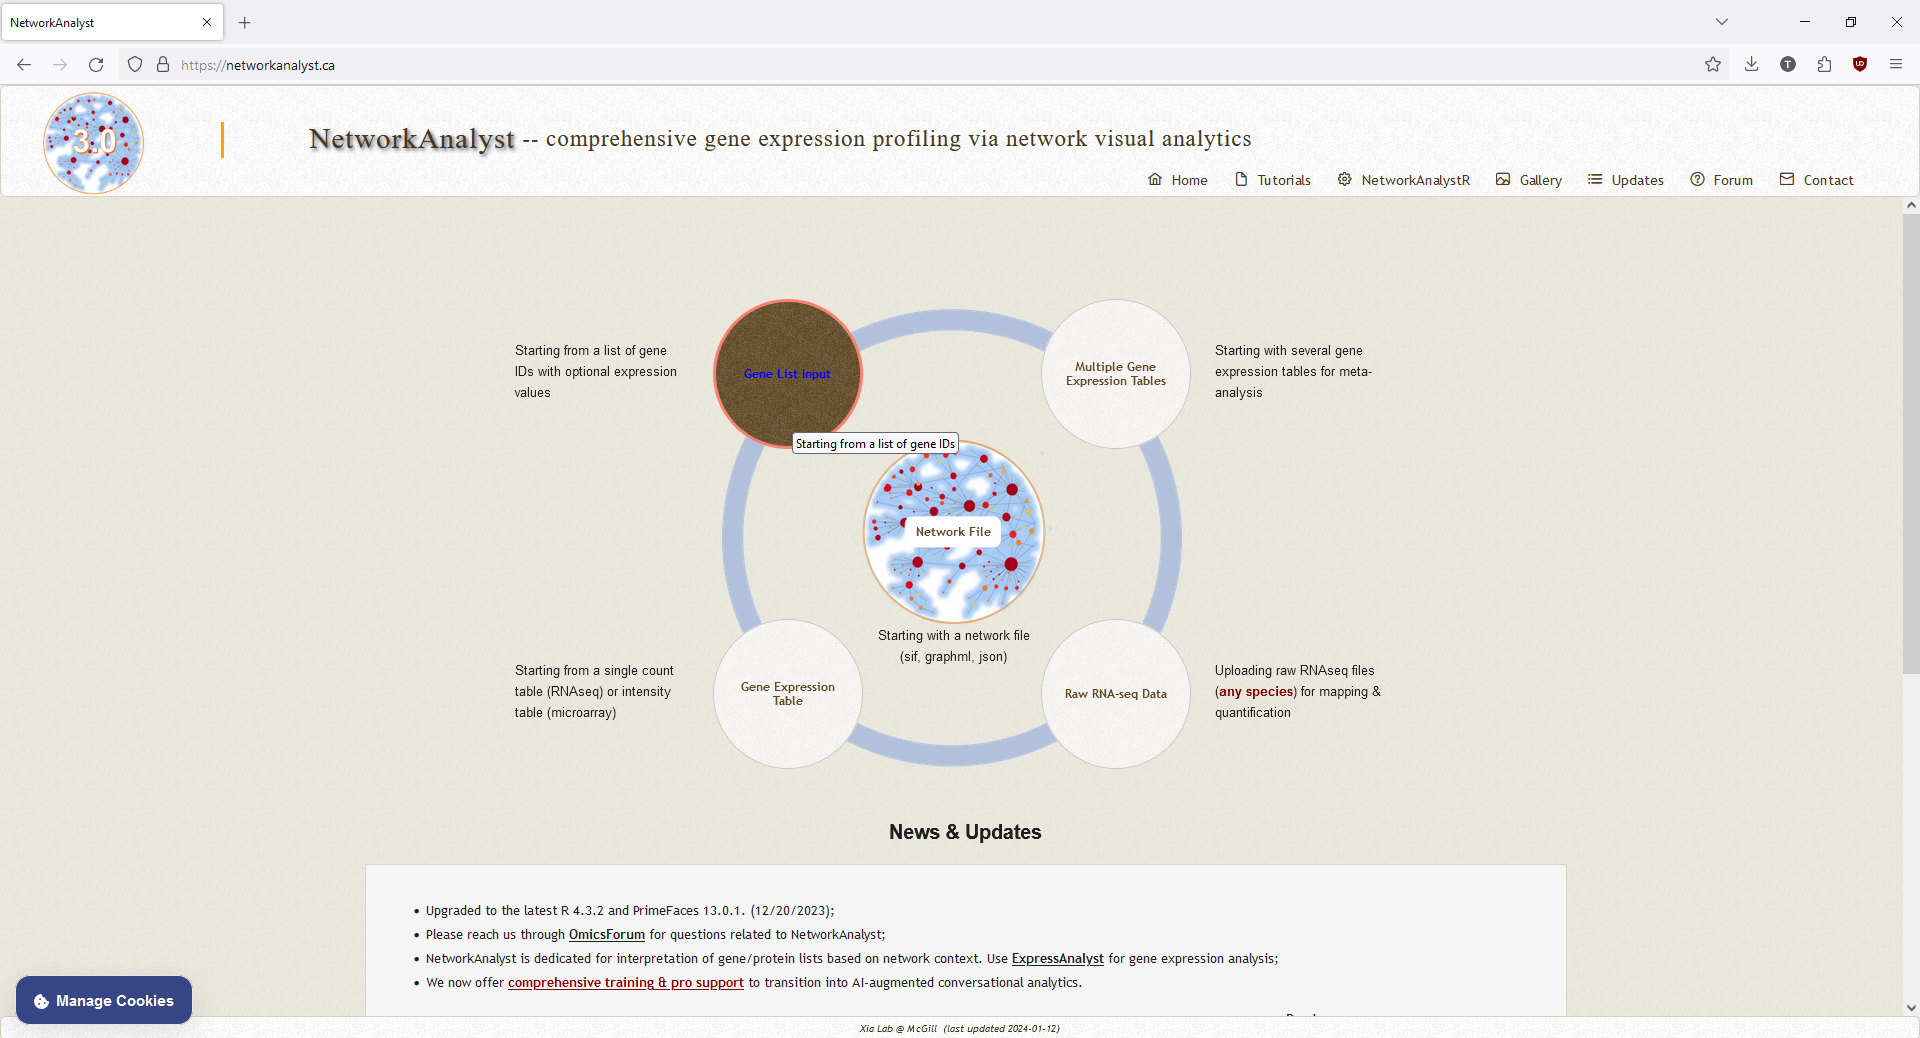 NetworkAnalyst
https://networkanalyst.ca
T
3.0
NetworkAnalyst -- comprehensive gene expression profiling via network visual analytics
Home Tutorials NetworkAnalystR Gallery Updates Forum Contact
Starting from a list of gene
IDs with optional expression
values
Gene List Input
Starting from a list of gene IDs
Multiple Gene
Expression Tables
Starting with several gene
expression tables for meta-
analysis
Network File
Starting with a network file
(sif, graphml, json)
Starting from a single count
table (RNAseq) or intensity
table (microarray)
Gene Expression
Table
Raw RNA-seq Data
Uploading raw RNAseq files
(any species) for mapping &
quantification
News & Updates
Upgraded to the latest R 4.3.2 and PrimeFaces 13.0.1. (12/20/2023);
Please reach us through OmicsForum for questions related to NetworkAnalyst;
NetworkAnalyst is dedicated for interpretation of gene/protein lists based on network context. Use ExpressAnalyst for gene expression analysis;
We now offer comprehensive training & pro support to transition into AI-augmented conversational analytics.
Manage Cookies
Xia Lab @ McGill (last updated 2024-01-12)